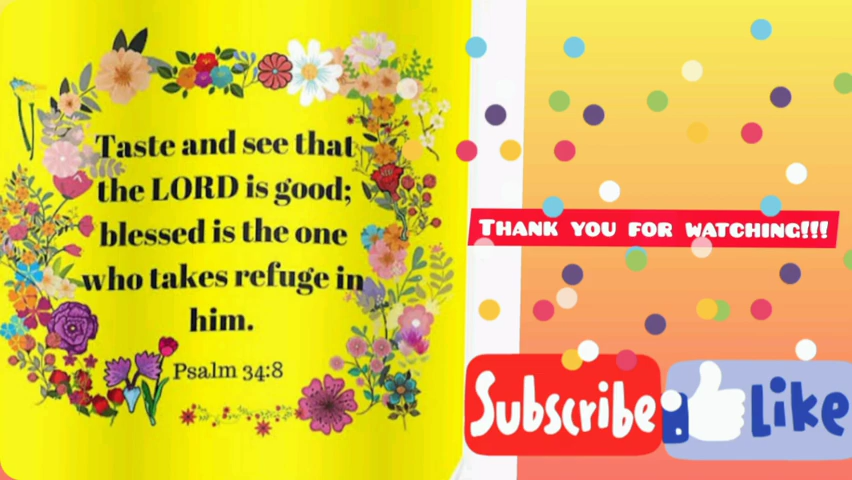 Taste and see that
the LORD is good;
blessed is the one
who takes refuge in
him.
Psalm 34:8
THANK YOU FOR WATCHING!!!
Subscribe
Like